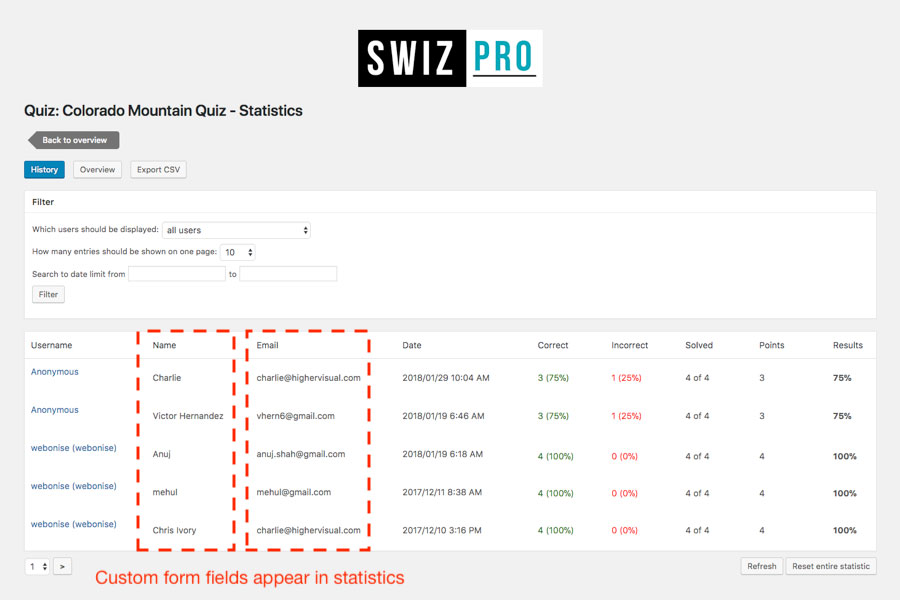 SWIZ PRO
Quiz: Colorado Mountain Quiz - Statistics
Back to overview
History Overview Export CSV
Filter
Which users should be displayed: all users
How many entries should be shown on one page: 10
Search to date limit from to
Filter
Username Name Email Date Correct Incorrect Solved Points Results
Anonymous Charlie charlie@highervisual.com 2018/01/29 10:04 AM 3 (75%) 1 (25%) 4 of 4 3 75%
Anonymous Victor Hernandez vhern6@gmail.com 2018/01/19 6:46 AM 3 (75%) 1 (25%) 4 of 4 3 75%
webonise (webonise) Anuj anuj.shah@gmail.com 2018/01/19 6:18 AM 4 (100%) 0 (0%) 4 of 4 4 100%
webonise (webonise) mehul mehul@gmail.com 2017/12/11 8:38 AM 4 (100%) 0 (0%) 4 of 4 4 100%
webonise (webonise) Chris Ivory charlie@highervisual.com 2017/12/10 3:16 PM 4 (100%) 0 (0%) 4 of 4 4 100%
1 > Refresh Reset entire statistic
Custom form fields appear in statistics